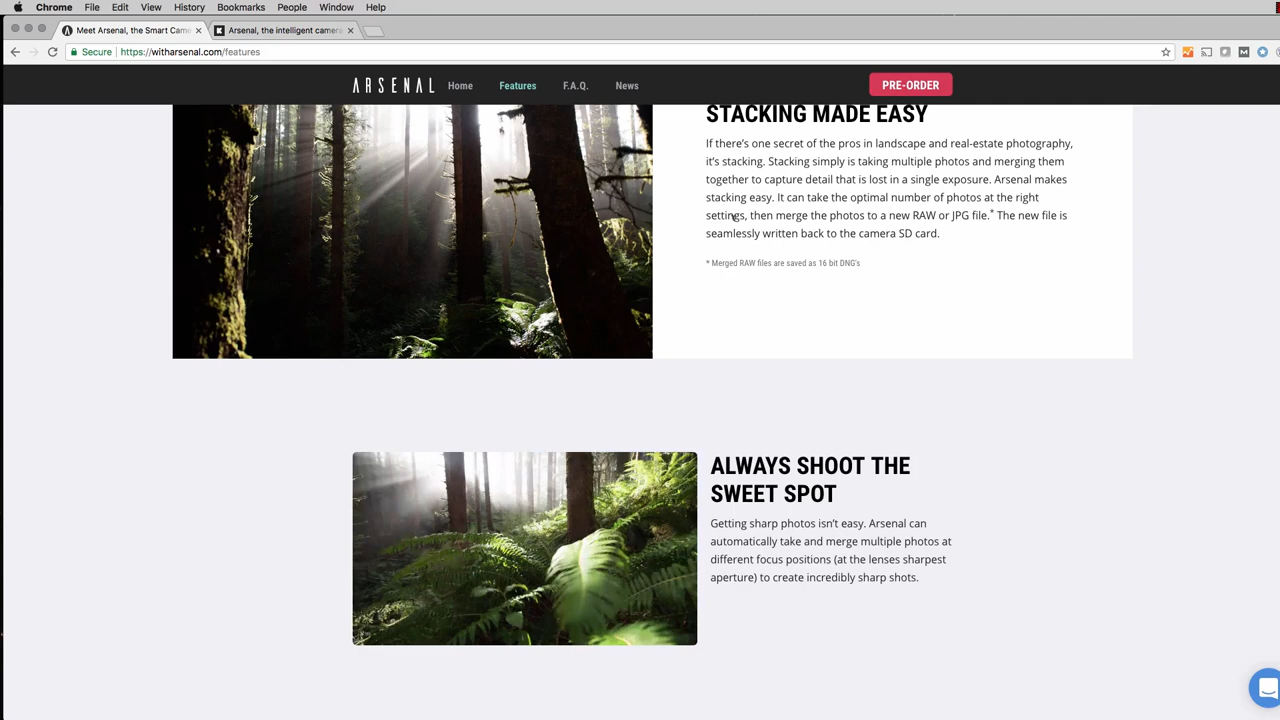 Chrome File Edit View History Bookmarks People Window Help
Meet Arsenal, the Smart Came
Arsenal, the intelligent camera
Secure https://witharsenal.com/features
ARSENAL Home Features F.A.Q. News PRE-ORDER
STACKING MADE EASY
If there's one secret of the pros in landscape and real-estate photography,
it's stacking. Stacking simply is taking multiple photos and merging them
together to capture detail that is lost in a single exposure. Arsenal makes
stacking easy. It can take the optimal number of photos at the right
settings, then merge the photos to a new RAW or JPG file.* The new file is
seamlessly written back to the camera SD card.
* Merged RAW files are saved as 16 bit DNG's
ALWAYS SHOOT THE
SWEET SPOT
Getting sharp photos isn't easy. Arsenal can
automatically take and merge multiple photos at
different focus positions (at the lenses sharpest
aperture) to create incredibly sharp shots.